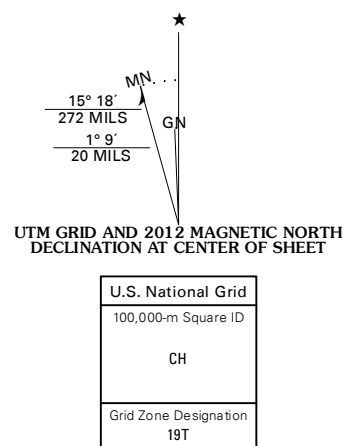 MN
GN
15° 18´
272 MILS
1° 9´
20 MILS
UTM GRID AND 2012 MAGNETIC NORTH
DECLINATION AT CENTER OF SHEET
U.S. National Grid
100,000-m Square ID
CH
Grid Zone Designation
19T